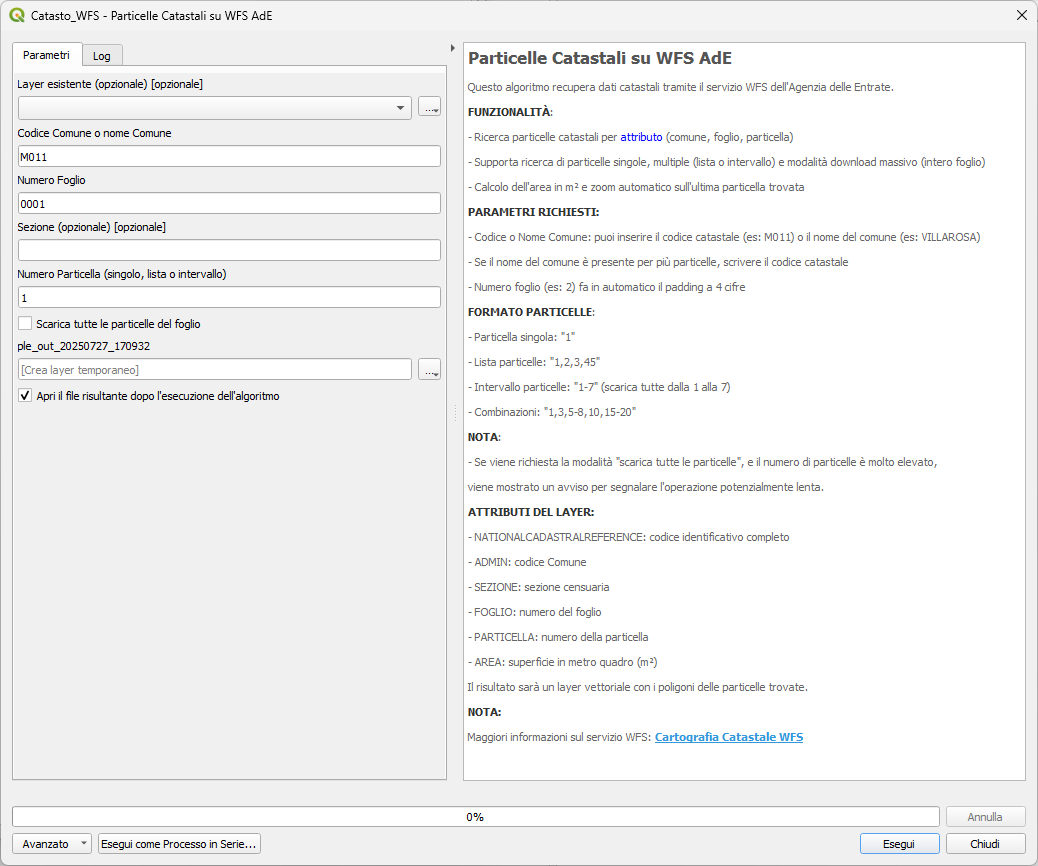 Catasto_WFS - Particelle Catastali su WFS AdE
Parametri
Log
Layer esistente (opzionale) [opzionale]
...
Codice Comune o nome Comune
M011
Numero Foglio
0001
Sezione (opzionale) [opzionale]
Numero Particella (singolo, lista o intervallo)
1
Scarica tutte le particelle del foglio
ple_out_20250727_170932
[Crea layer temporaneo]
...
Apri il file risultante dopo l'esecuzione dell'algoritmo
Particelle Catastali su WFS AdE
Questo algoritmo recupera dati catastali tramite il servizio WFS dell'Agenzia delle Entrate.
FUNZIONALITÀ:
- Ricerca particelle catastali per attributo (comune, foglio, particella)
- Supporta ricerca di particelle singole, multiple (lista o intervallo) e modalità download massivo (intero foglio)
- Calcolo dell'area in m² e zoom automatico sull'ultima particella trovata
PARAMETRI RICHIESTI:
- Codice o Nome Comune: puoi inserire il codice catastale (es: M011) o il nome del comune (es: VILLAROSA)
- Se il nome del comune è presente per più particelle, scrivere il codice catastale
- Numero foglio (es: 2) fa in automatico il padding a 4 cifre
FORMATO PARTICELLE:
- Particella singola: "1"
- Lista particelle: "1,2,3,45"
- Intervallo particelle: "1-7" (scarica tutte dalla 1 alla 7)
- Combinazioni: "1,3,5-8,10,15-20"
NOTA:
- Se viene richiesta la modalità "scarica tutte le particelle", e il numero di particelle è molto elevato,
viene mostrato un avviso per segnalare l'operazione potenzialmente lenta.
ATTRIBUTI DEL LAYER:
- NATIONALCADASTRALREFERENCE: codice identificativo completo
- ADMIN: codice Comune
- SEZIONE: sezione censuaria
- FOGLIO: numero del foglio
- PARTICELLA: numero della particella
- AREA: superficie in metro quadro (m²)
Il risultato sarà un layer vettoriale con i poligoni delle particelle trovate.
NOTA:
Maggiori informazioni sul servizio WFS: Cartografia Catastale WFS
0%
Annulla
Avanzato
Esegui come Processo in Serie...
Esegui
Chiudi